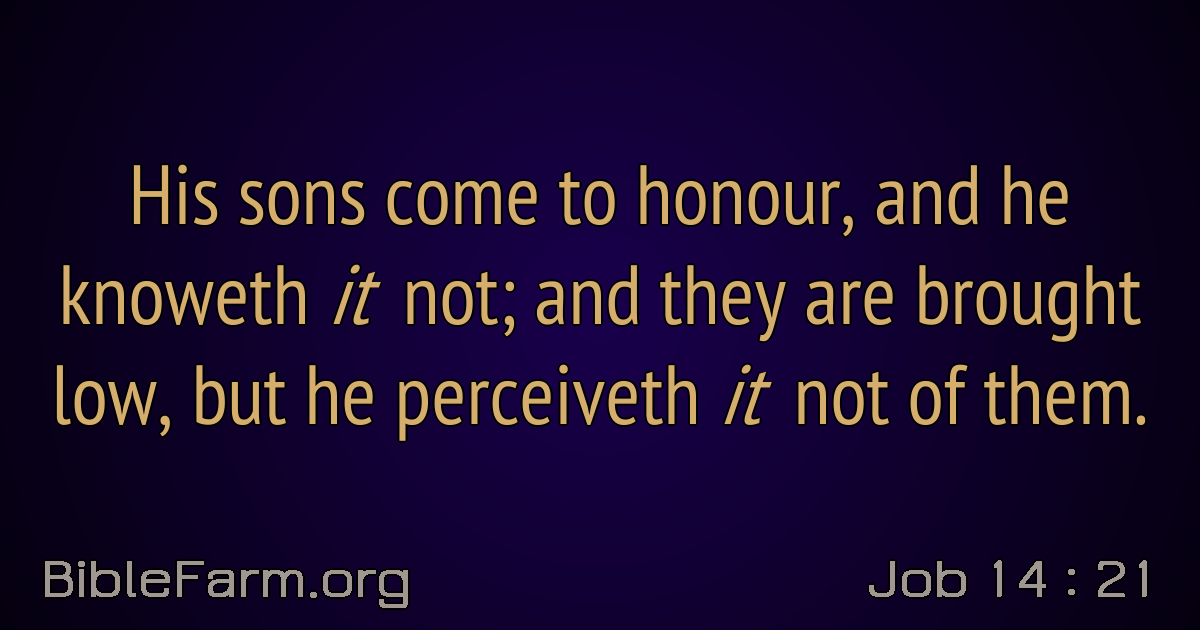 His sons come to honour, and he
knoweth it not; and they are brought
low, but he perceiveth it not of them.
BibleFarm.org
Job 14 : 21